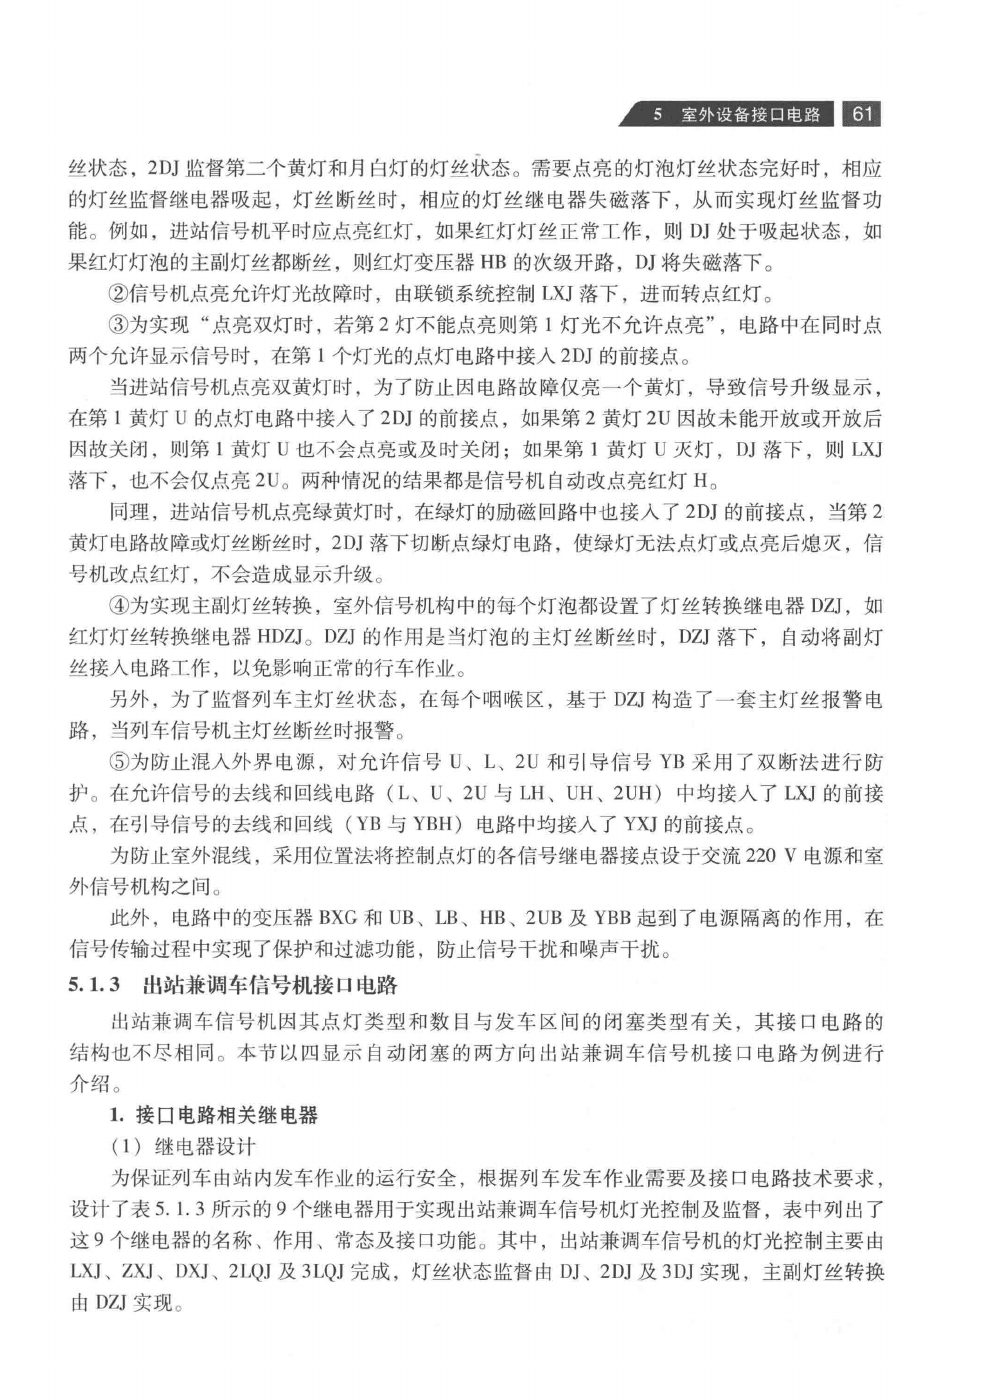 5 室外设备接口电路 61
丝状态，2DJ 监督第二个黄灯和月白灯的灯丝状态。需要点亮的灯泡灯丝状态完好时，相应
的灯丝监督继电器吸起，灯丝断丝时，相应的灯丝继电器失磁落下，从而实现灯丝监督功
能。例如，进站信号机平时应点亮红灯，如果红灯灯丝正常工作，则 DJ 处于吸起状态，如
果红灯灯泡的主副灯丝都断丝，则红灯变压器 HB 的次级开路，DJ 将失磁落下。
②信号机点亮允许灯光故障时，由联锁系统控制 LXJ 落下，进而转点红灯。
③为实现“点亮双灯时，若第 2 灯不能点亮则第 1 灯光不允许点亮”，电路中在同时点
两个允许显示信号时，在第 1 个灯光的点灯电路中接入 2DJ 的前接点。
当进站信号机点亮双黄灯时，为了防止因电路故障仅亮一个黄灯，导致信号升级显示，
在第 1 黄灯 U 的点灯电路中接入了 2DJ 的前接点，如果第 2 黄灯 2U 因故未能开放或开放后
因故关闭，则第 1 黄灯 U 也不会点亮或及时关闭；如果第 1 黄灯 U 灭灯，DJ 落下，则 LXJ
落下，也不会仅点亮 2U。两种情况的结果都是信号机自动改点亮红灯 H。
同理，进站信号机点亮绿黄灯时，在绿灯的励磁回路中也接入了 2DJ 的前接点，当第 2
黄灯电路故障或灯丝断丝时，2DJ 落下切断点绿灯电路，使绿灯无法点灯或点亮后熄灭，信
号机改点红灯，不会造成显示升级。
④为实现主副灯丝转换，室外信号机构中的每个灯泡都设置了灯丝转换继电器 DZJ，如
红灯灯丝转换继电器 HDZJ。DZJ 的作用是当灯泡的主灯丝断丝时，DZJ 落下，自动将副灯
丝接入电路工作，以免影响正常的行车作业。
另外，为了监督列车主灯丝状态，在每个咽喉区，基于 DZJ 构造了一套主灯丝报警电
路，当列车信号机主灯丝断丝时报警。
⑤为防止混入外界电源，对允许信号 U、L、2U 和引导信号 YB 采用了双断法进行防
护。在允许信号的去线和回线电路（L、U、2U 与 LH、UH、2UH）中均接入了 LXJ 的前接
点，在引导信号的去线和回线（YB 与 YBH）电路中均接入了 YXJ 的前接点。
为防止室外混线，采用位置法将控制点灯的各信号继电器接点设于交流 220 V 电源和室
外信号机构之间。
此外，电路中的变压器 BXG 和 UB、LB、HB、2UB 及 YBB 起到了电源隔离的作用，在
信号传输过程中实现了保护和过滤功能，防止信号干扰和噪声干扰。
5.1.3 出站兼调车信号机接口电路
出站兼调车信号机因其点灯类型和数目与发车区间的闭塞类型有关，其接口电路的
结构也不尽相同。本节以四显示自动闭塞的两方向出站兼调车信号机接口电路为例进行
介绍。
1. 接口电路相关继电器
（1）继电器设计
为保证列车由站内发车作业的运行安全，根据列车发车作业需要及接口电路技术要求，
设计了表 5.1.3 所示的 9 个继电器用于实现出站兼调车信号机灯光控制及监督，表中列出了
这 9 个继电器的名称、作用、常态及接口功能。其中，出站兼调车信号机的灯光控制主要由
LXJ、ZXJ、DXJ、2LQJ 及 3LQJ 完成，灯丝状态监督由 DJ、2DJ 及 3DJ 实现，主副灯丝转换
由 DZJ 实现。